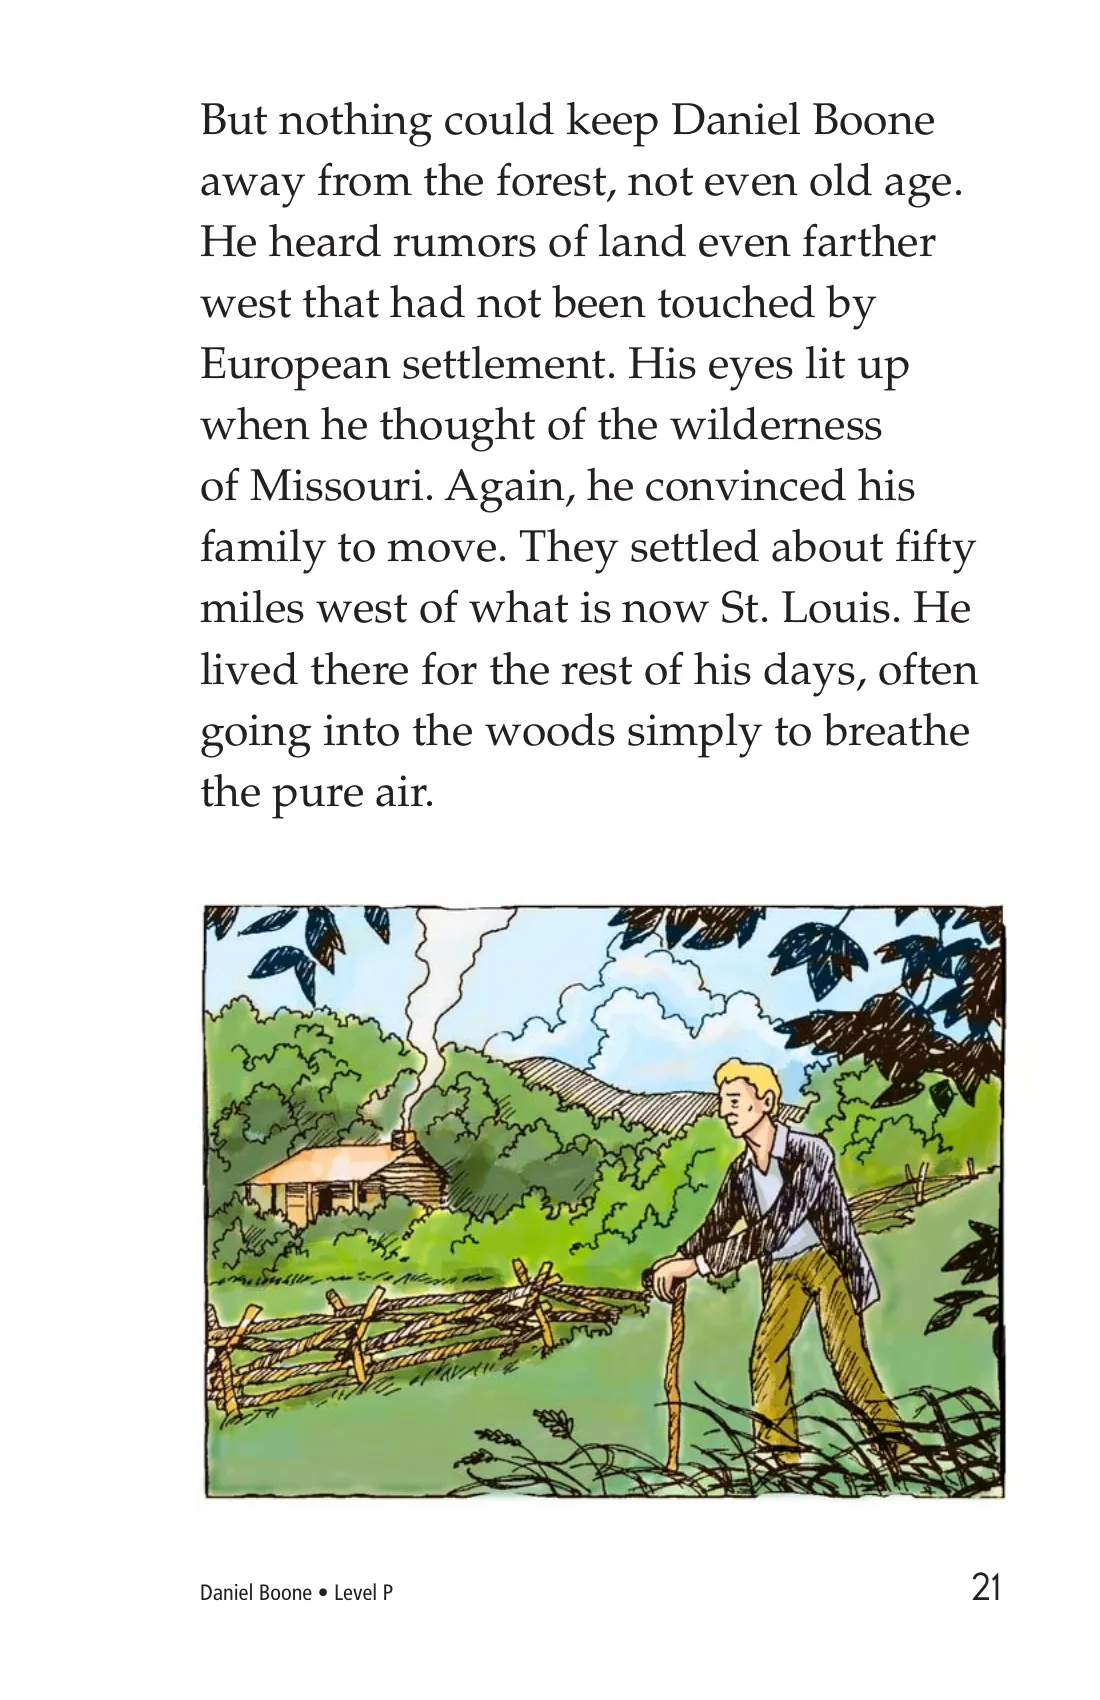 But nothing could keep Daniel Boone
away from the forest, not even old age.
He heard rumors of land even farther
west that had not been touched by
European settlement. His eyes lit up
when he thought of the wilderness
of Missouri. Again, he convinced his
family to move. They settled about fifty
miles west of what is now St. Louis. He
lived there for the rest of his days, often
going into the woods simply to breathe
the pure air.
Daniel Boone • Level P
21